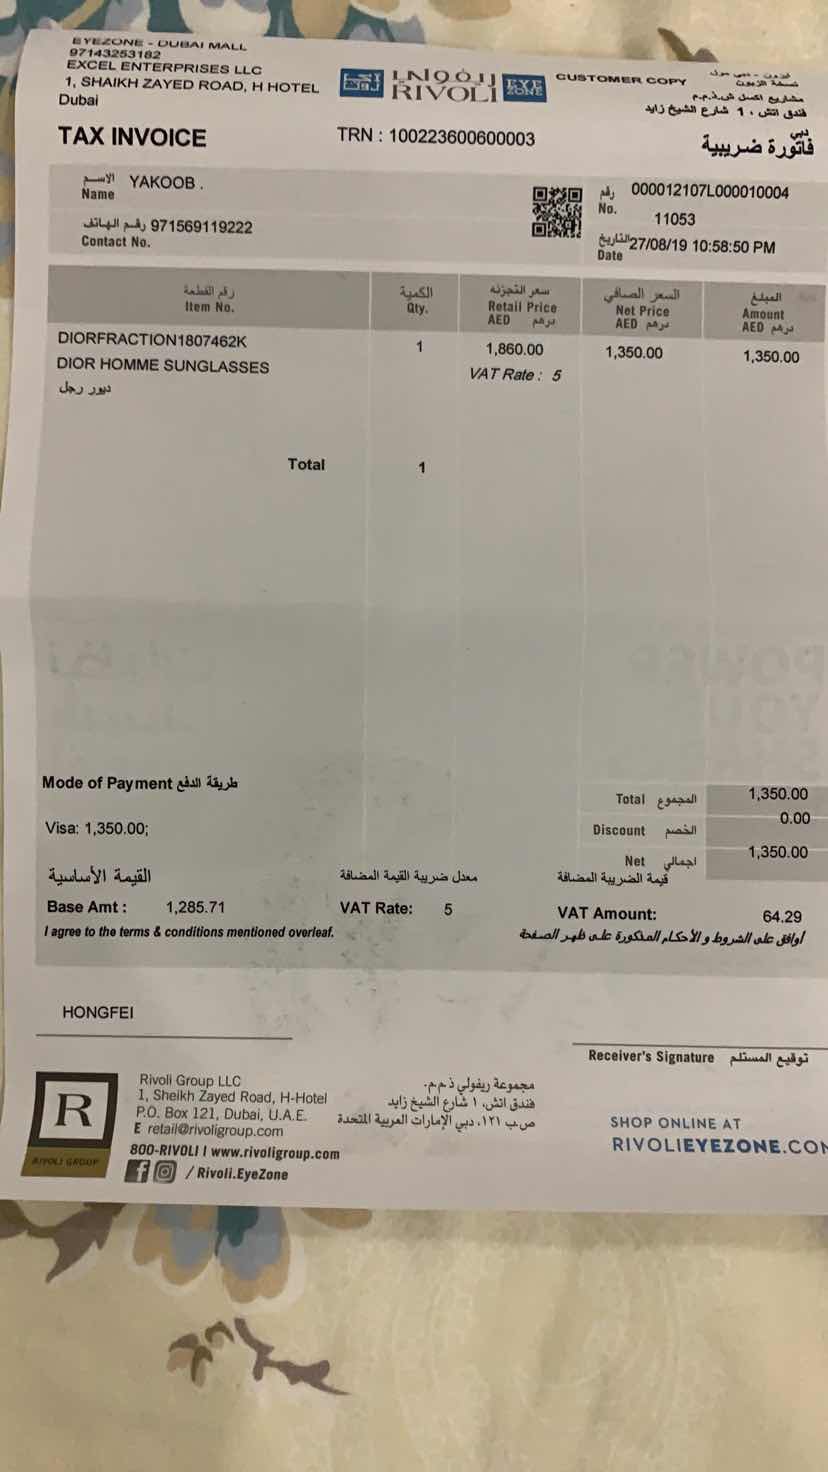 EYEZONE - DUBAI MALL
97143253182
EXCEL ENTERPRISES LLC
1, SHAIKH ZAYED ROAD, H HOTEL
Dubai
ريفولي
RIVOLI
EYE ZONE
CUSTOMER COPY
نسخة الزبون
مشاريع اكسل ش.ذ.م.م
فندق اتش ، 1 شارع الشيخ زايد
دبي
TAX INVOICE
TRN : 100223600600003
فاتورة ضريبية
الاسم
Name
YAKOOB .
رقم
No.
000012107L000010004
11053
رقم الهاتف
Contact No.
971569119222
التاريخ
Date
27/08/19 10:58:50 PM
رقم القطعة
Item No.
الكمية
Qty.
سعر التجزئه
Retail Price
AED درهم
السعر الصافي
Net Price
AED درهم
المبلغ
Amount
AED درهم
DIORFRACTION1807462K 1 1,860.00 1,350.00 1,350.00
DIOR HOMME SUNGLASSES VAT Rate : 5
ديور رجل
Total 1
Mode of Payment طريقة الدفع
Visa: 1,350.00;
Total المجموع 1,350.00
Discount الخصم 0.00
Net اجمالي 1,350.00
القيمة الأساسية
معدل ضريبة القيمة المضافة
قيمة الضريبة المضافة
Base Amt : 1,285.71
VAT Rate: 5
VAT Amount: 64.29
I agree to the terms & conditions mentioned overleaf.
أوافق على الشروط و الأحكام المذكورة على ظهر الصفحة
HONGFEI
Receiver's Signature توقيع المستلم
R
RIVOLI GROUP
Rivoli Group LLC
1, Sheikh Zayed Road, H-Hotel
P.O. Box 121, Dubai, U.A.E.
E retail@rivoligroup.com
800-RIVOLI I www.rivoligroup.com
/ Rivoli.EyeZone
مجموعة ريفولي ذ.م.م.
فندق اتش، ١ شارع الشيخ زايد
ص.ب ١٢١، دبي الإمارات العربية المتحدة
SHOP ONLINE AT
RIVOLIEYEZONE.COM